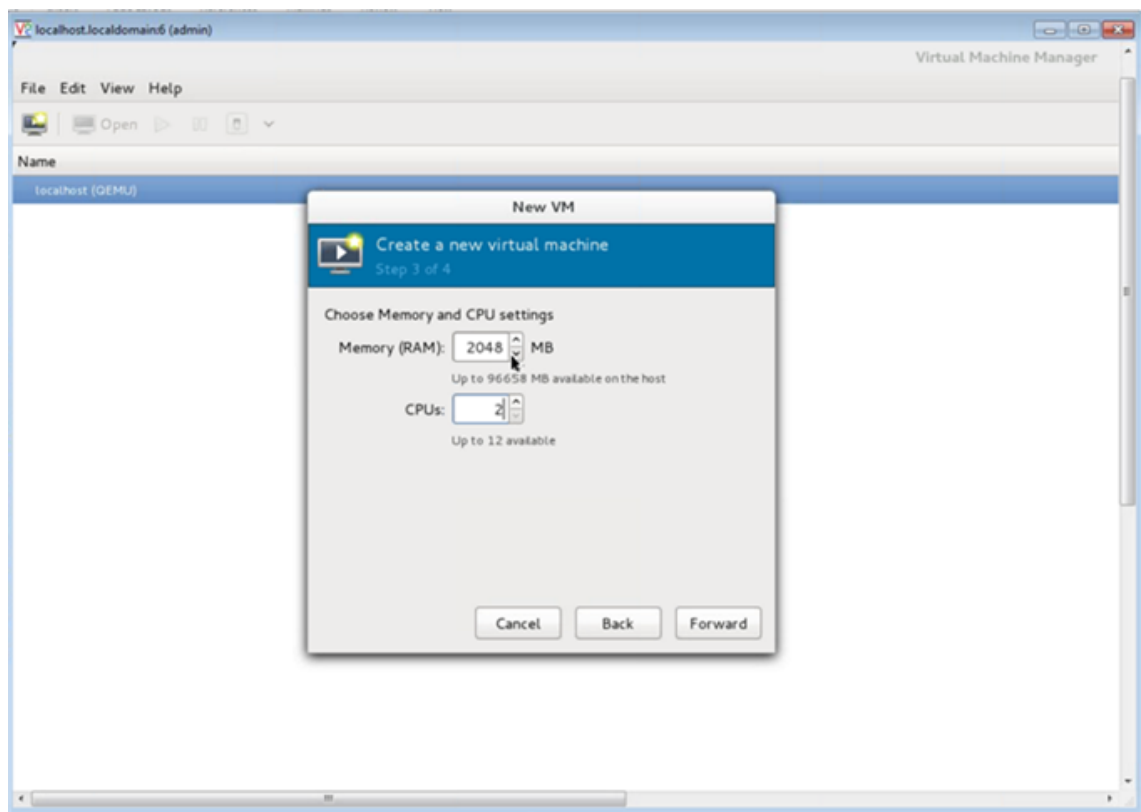 localhost.localdomain:6 (admin)
Virtual Machine Manager
File Edit View Help
Open
Name
localhost (QEMU)
New VM
Create a new virtual machine
Step 3 of 4
Choose Memory and CPU settings
Memory (RAM): 2048 MB
Up to 96658 MB available on the host
CPUs: 2
Up to 12 available
Cancel Back Forward